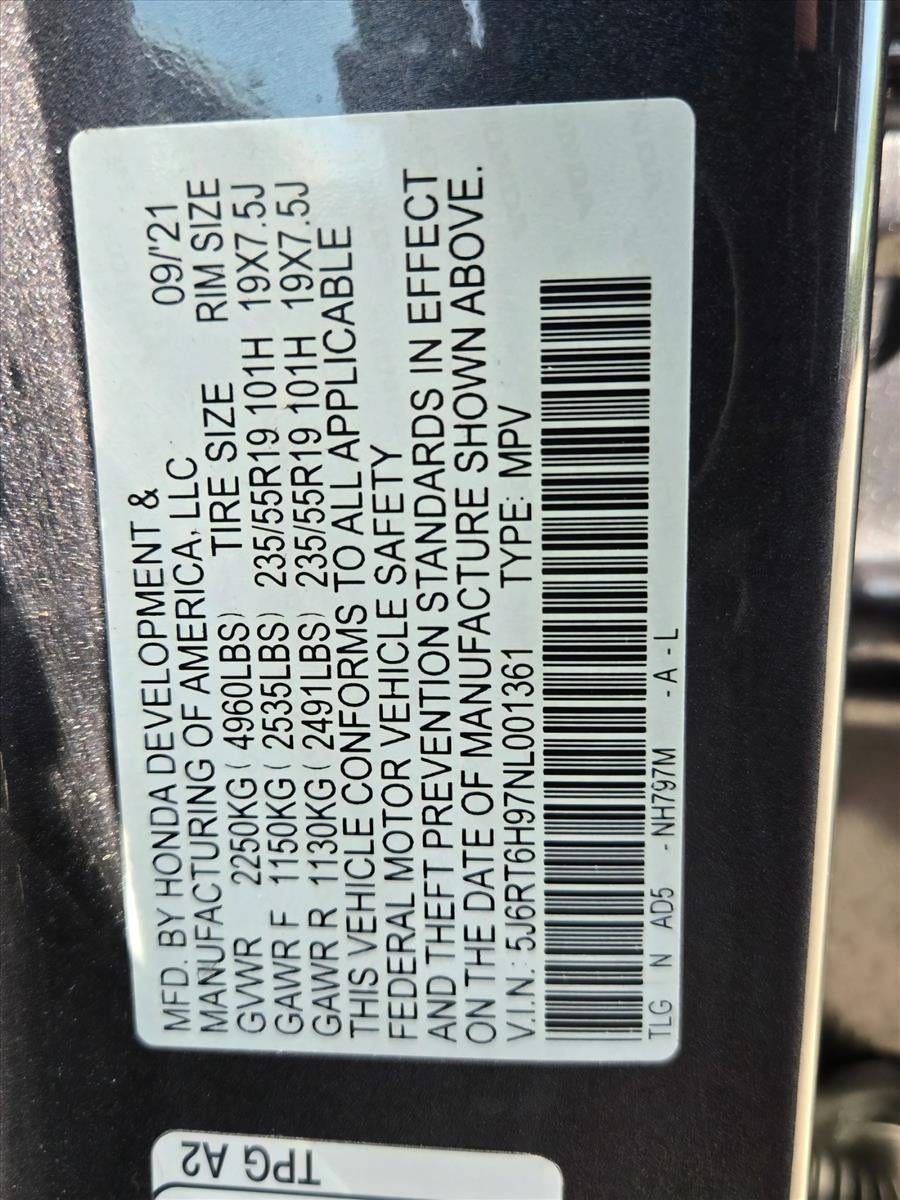 MFD. BY HONDA DEVELOPMENT & 09/'21
MANUFACTURING OF AMERICA, LLC
TIRE SIZE RIM SIZE
GVWR 2250KG ( 4960LBS)
GAWR F 1150KG ( 2535LBS) 235/55R19 101H 19X7.5J
GAWR R 1130KG ( 2491LBS) 235/55R19 101H 19X7.5J
THIS VEHICLE CONFORMS TO ALL APPLICABLE
FEDERAL MOTOR VEHICLE SAFETY
AND THEFT PREVENTION STANDARDS IN EFFECT
ON THE DATE OF MANUFACTURE SHOWN ABOVE.
V.I.N.: 5J6RT6H97NL001361 TYPE: MPV
TLG N AD5 - NH797M - A - L
TPG A2